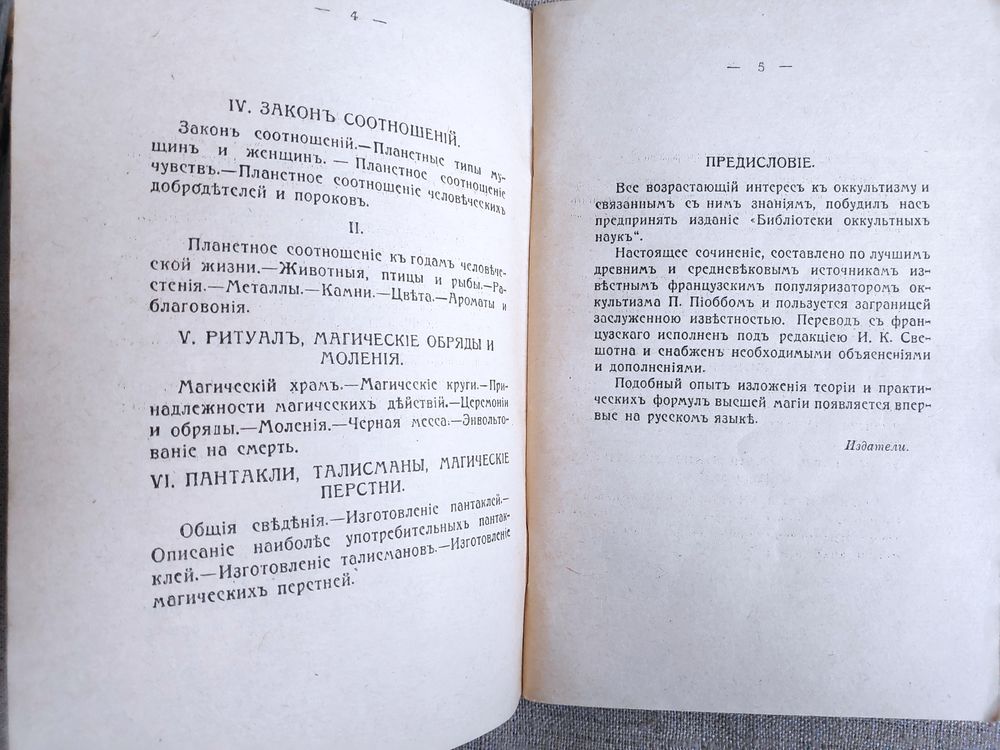 — 4 —
IV. ЗАКОНЪ СООТНОШЕНІЙ.
Законъ соотношеній.—Планетные типы му-
щинъ и женщинъ. — Планетное соотношеніе
чувствъ.—Планетное соотношеніе человѣческихъ
добродѣтелей и пороковъ.
II.
Планетное соотношеніе къ годамъ человѣче-
ской жизни.—Животныя, птицы и рыбы.—Ра-
стенія.—Металлы.—Камни.—Цвѣта.—Ароматы и
благовонія.
V. РИТУАЛЪ, МАГИЧЕСКІЕ ОБРЯДЫ И
МОЛЕНІЯ.
Магическій храмъ.—Магическіе круги.—При-
надлежности магическихъ дѣйствій.—Церемоніи
и обряды.—Моленія.—Черная месса.—Энвольто-
ваніе на смерть.
VI. ПАНТАКЛИ, ТАЛИСМАНЫ, МАГИЧЕСКІЕ
ПЕРСТНИ.
Общія свѣдѣнія.—Изготовленіе пантаклей.—
Описаніе наиболѣе употребительныхъ пантак-
клей.—Изготовленіе талисмановъ.—Изготовленіе
магическихъ перстней.
— 5 —
ПРЕДИСЛОВІЕ.
Все возрастающій интересъ къ оккультизму и
связаннымъ съ нимъ знаніямъ, побудилъ насъ
предпринять изданіе «Библіотеки оккультныхъ
наукъ“.
Настоящее сочиненіе, составлено по лучшимъ
древнимъ и средневѣковымъ источникамъ из-
вѣстнымъ французскимъ популяризаторомъ ок-
культизма П. Піоббомъ и пользуется заграницей
заслуженною извѣстностью. Переводъ съ фран-
цузскаго исполненъ подъ редакціею И. К. Све-
шотна и снабженъ необходимыми объясненіями
и дополненіями.
Подобный опытъ изложенія теоріи и практи-
ческихъ формулъ высшей магіи появляется впер-
вые на русскомъ языкѣ.
Издатели.